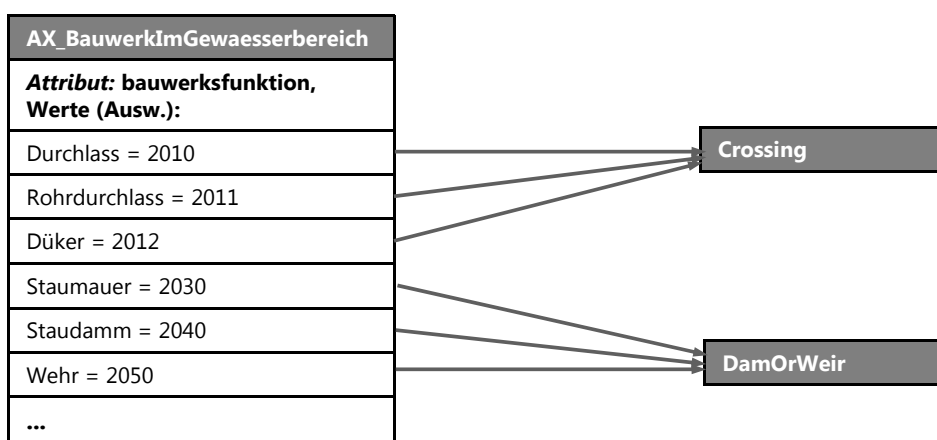 AX_BauwerkImGewaesserbereich
Attribut: bauwerksfunktion,
Werte (Ausw.):
Durchlass = 2010
Crossing
Rohrdurchlass = 2011
Düker = 2012
Staumauer = 2030
Staudamm = 2040
DamOrWeir
Wehr = 2050
...